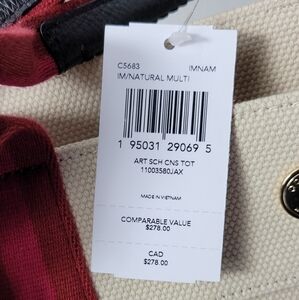 C5683 IMNAM
IM/NATURAL MULTI
1 95031 29069 5
ART SCH CNS TOT
11003580JAX
MADE IN VIETNAM
COMPARABLE VALUE
$278.00
CAD
$278.00